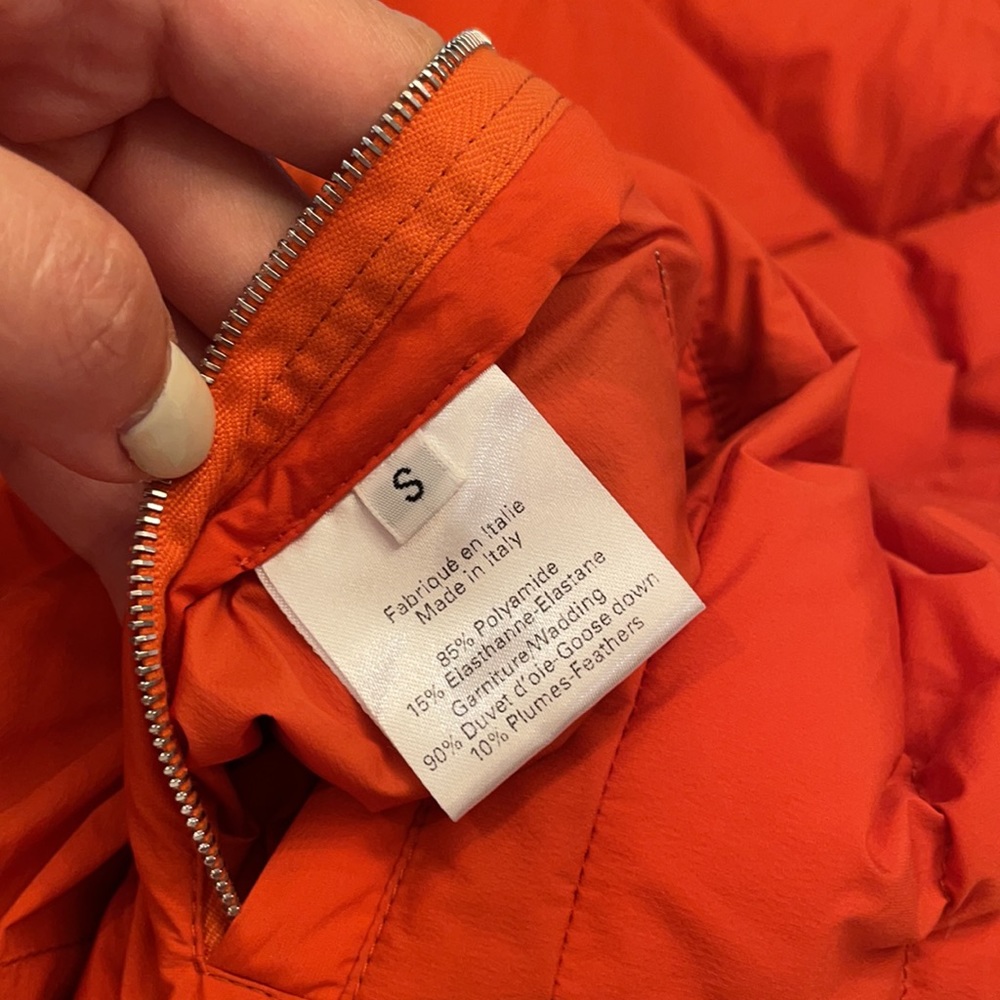 S
Fabriqué en Italie
Made in Italy
85% Polyamide
15% Elasthanne-Elastane
Garniture/Wadding
90% Duvet d'oie-Goose down
10% Plumes-Feathers